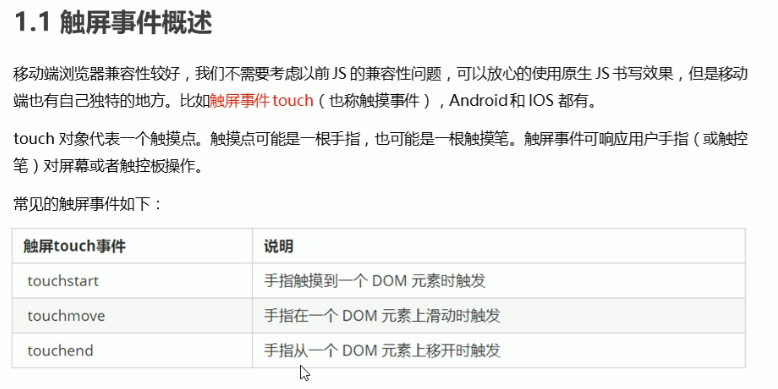 1.1 触屏事件概述
移动端浏览器兼容性较好，我们不需要考虑以前 JS 的兼容性问题，可以放心的使用原生 JS 书写效果，但是移动
端也有自己独特的地方。比如触屏事件 touch（也称触摸事件），Android 和 IOS 都有。
touch 对象代表一个触摸点。触摸点可能是一根手指，也可能是一根触摸笔。触屏事件可响应用户手指（或触控
笔）对屏幕或者触控板操作。
常见的触屏事件如下：
触屏touch事件 说明
touchstart 手指触摸到一个 DOM 元素时触发
touchmove 手指在一个 DOM 元素上滑动时触发
touchend 手指从一个 DOM 元素上移开时触发